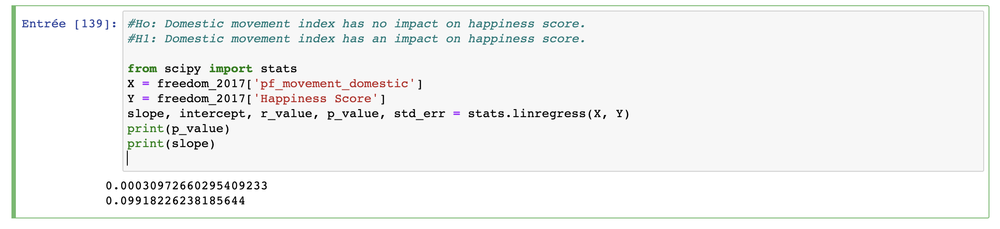 Entrée [139]:
#Ho: Domestic movement index has no impact on happiness score.
#H1: Domestic movement index has an impact on happiness score.
from scipy import stats
X = freedom_2017['pf_movement_domestic']
Y = freedom_2017['Happiness Score']
slope, intercept, r_value, p_value, std_err = stats.linregress(X, Y)
print(p_value)
print(slope)
0.00030972660295409233
0.09918226238185644